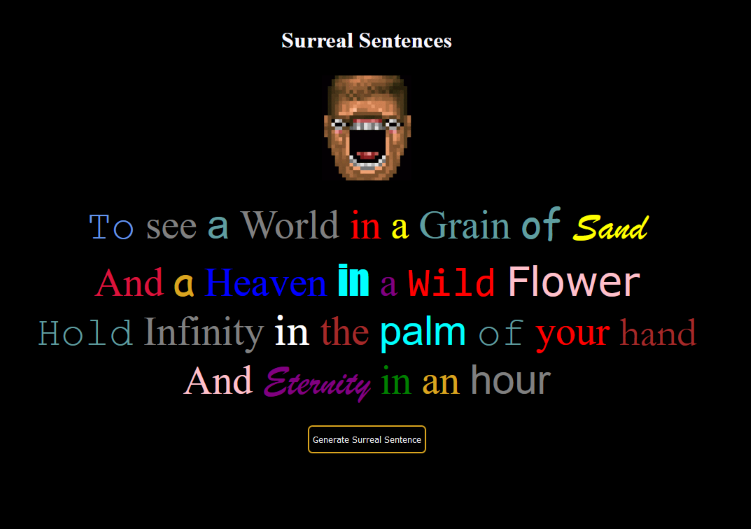 Surreal Sentences
To see a World in a Grain of Sand
And a Heaven in a Wild Flower
Hold Infinity in the palm of your hand
And Eternity in an hour
Generate Surreal Sentence